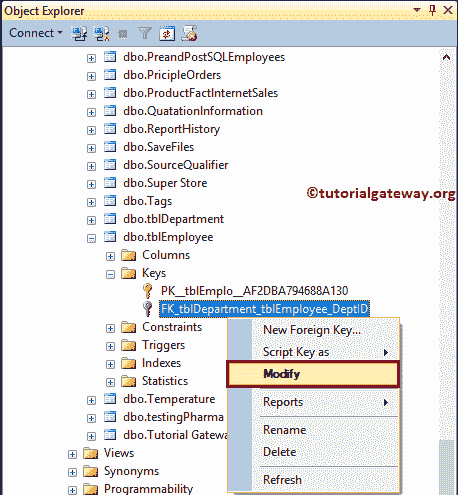 Object Explorer
Connect
dbo.PreandPostSQLEmployees
dbo.PricipleOrders
dbo.ProductFactInternetSales
dbo.QuatationInformation
dbo.ReportHistory
dbo.SaveFiles
dbo.SourceQualifier
dbo.Super Store
©tutorialgateway.org
dbo.Tags
dbo.tblDepartment
dbo.tblEmployee
Columns
Keys
PK__tblEmplo__AF2DBA794688A130
FK_tblDepartment_tblEmployee_DeptID
Constraints
Triggers
Indexes
Statistics
dbo.Temperature
dbo.testingPharma
dbo.Tutorial Gatewa
Views
Synonyms
Programmability
New Foreign Key...
Script Key as
Modify
Reports
Rename
Delete
Refresh